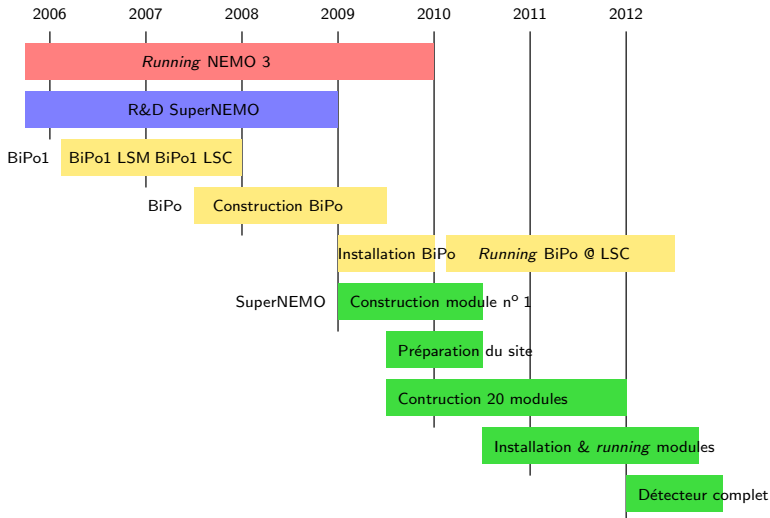 2006 2007 2008 2009 2010 2011 2012
Running NEMO 3
R&D SuperNEMO
BiPo1 BiPo1 LSM BiPo1 LSC
BiPo Construction BiPo
Installation BiPo Running BiPo @ LSC
SuperNEMO Construction module nº 1
Préparation du site
Contruction 20 modules
Installation & running modules
Détecteur complet